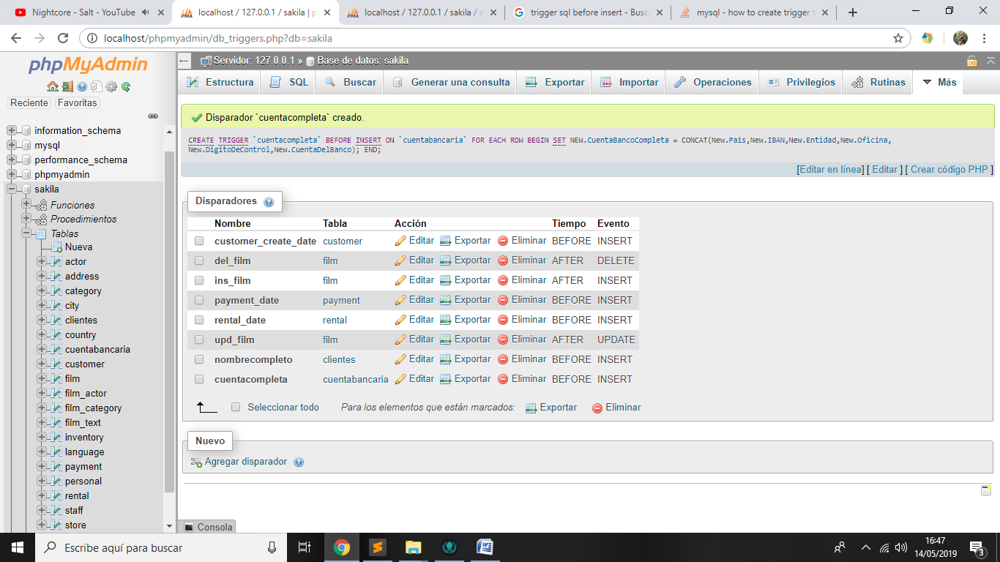 Nightcore - Salt - YouTube
localhost / 127.0.0.1 / sakila | p
localhost / 127.0.0.1 / sakila / c
trigger sql before insert - Busc
mysql - how to create trigger t
localhost/phpmyadmin/db_triggers.php?db=sakila
phpMyAdmin
Reciente
Favoritas
information_schema
mysql
performance_schema
phpmyadmin
sakila
Funciones
Procedimientos
Tablas
Nueva
actor
address
category
city
clientes
country
cuentabancaria
customer
film
film_actor
film_category
film_text
inventory
language
payment
personal
rental
staff
store
Servidor: 127.0.0.1 » Base de datos: sakila
Estructura SQL Buscar Generar una consulta Exportar Importar Operaciones Privilegios Rutinas Más
Disparador `cuentacompleta` creado.
CREATE TRIGGER `cuentacompleta` BEFORE INSERT ON `cuentabancaria` FOR EACH ROW BEGIN SET NEW.CuentaBancoCompleta = CONCAT(New.Pais,New.IBAN,New.Entidad,New.Oficina,
New.DigitoDeControl,New.CuentaDelBanco); END;
[Editar en línea] [ Editar ] [ Crear código PHP ]
Disparadores
Nombre Tabla Acción Tiempo Evento
customer_create_date customer Editar Exportar Eliminar BEFORE INSERT
del_film film Editar Exportar Eliminar AFTER DELETE
ins_film film Editar Exportar Eliminar AFTER INSERT
payment_date payment Editar Exportar Eliminar BEFORE INSERT
rental_date rental Editar Exportar Eliminar BEFORE INSERT
upd_film film Editar Exportar Eliminar AFTER UPDATE
nombrecompleto clientes Editar Exportar Eliminar BEFORE INSERT
cuentacompleta cuentabancaria Editar Exportar Eliminar BEFORE INSERT
Seleccionar todo Para los elementos que están marcados: Exportar Eliminar
Nuevo
Agregar disparador
Consola
Escribe aquí para buscar
16:47
14/05/2019
3